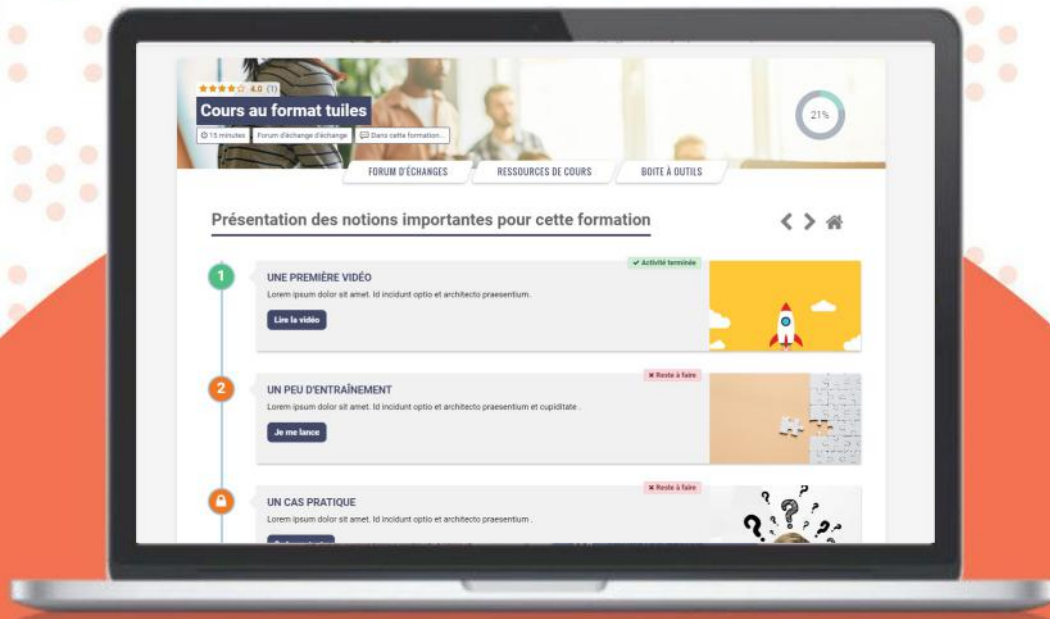 4.0 (1)
Cours au format tuiles
15 minutes
Forum d'échange d'échange
Dans cette formation...
21%
FORUM D'ÉCHANGES
RESSOURCES DE COURS
BOITE À OUTILS
Présentation des notions importantes pour cette formation
1
UNE PREMIÈRE VIDÉO
Activité terminée
Lorem ipsum dolor sit amet. Id incidunt optio et architecto praesentium.
Lire la vidéo
2
UN PEU D'ENTRAÎNEMENT
Reste à faire
Lorem ipsum dolor sit amet. Id incidunt optio et architecto praesentium et cupiditate .
Je me lance
UN CAS PRATIQUE
Reste à faire
Lorem ipsum dolor sit amet. Id incidunt optio et architecto praesentium .